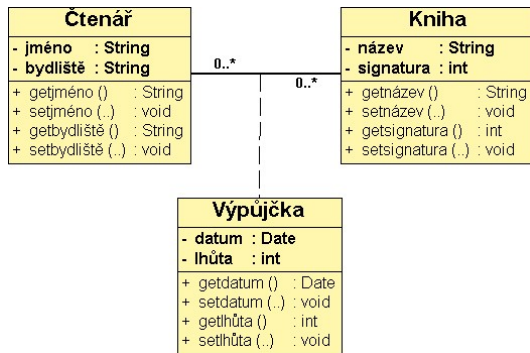 Čtenář
- jméno : String
- bydliště : String
+ getjméno () : String
+ setjméno (..) : void
+ getbydliště () : String
+ setbydliště (..) : void
0..*
0..*
Kniha
- název : String
- signatura : int
+ getnázev () : String
+ setnázev (..) : void
+ getsignatura () : int
+ setsignatura (..) : void
Výpůjčka
- datum : Date
- lhůta : int
+ getdatum () : Date
+ setdatum (..) : void
+ getlhůta () : int
+ setlhůta (..) : void